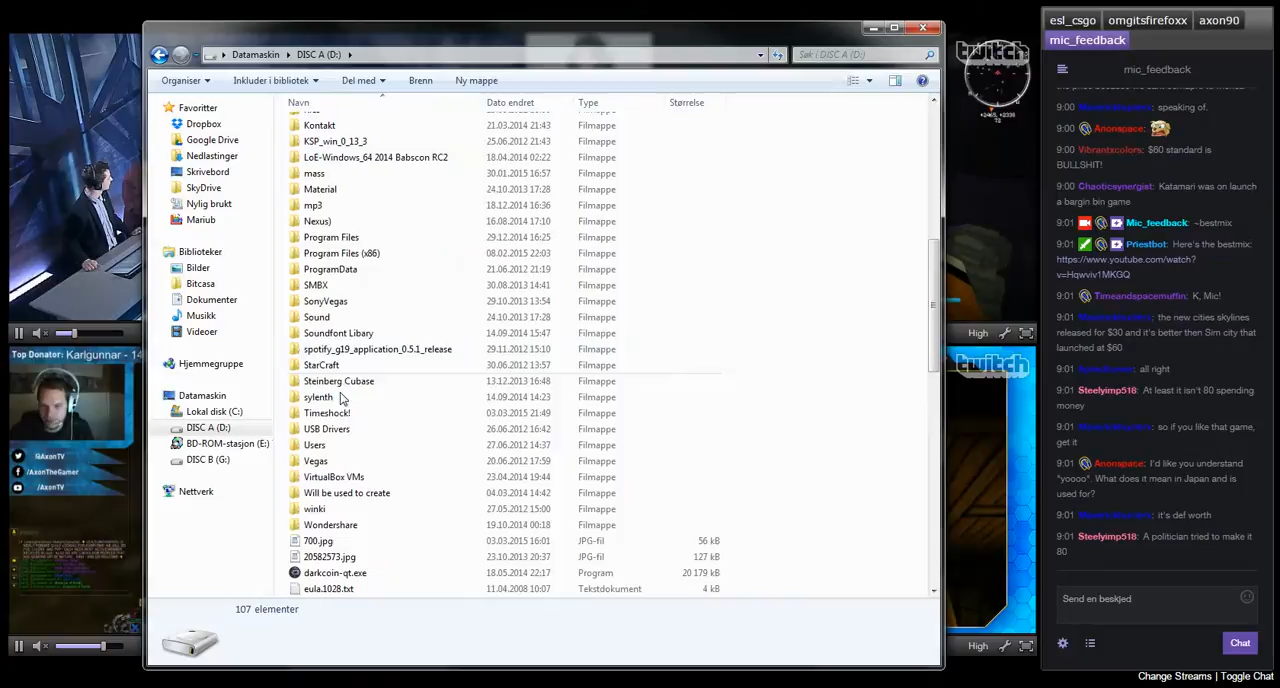 esl_csgo omgitsfirefoxx axon90
mic_feedback
Datamaskin DISC A (D:)
Søk i DISC A (D:)
Organiser Inkluder i bibliotek Del med Brenn Ny mappe
Navn Dato endret Type Størrelse
Favoritter
Dropbox
Google Drive
Nedlastinger
Skrivebord
SkyDrive
Nylig brukt
Mariub
Biblioteker
Bilder
Bitcasa
Dokumenter
Musikk
Videoer
Hjemmegruppe
Datamaskin
Lokal disk (C:)
DISC A (D:)
BD-ROM-stasjon (E:)
DISC B (G:)
Nettverk
Kontakt 21.03.2014 21:43 Filmappe
KSP_win_0_13_3 25.06.2012 21:43 Filmappe
LoE-Windows_64 2014 Babscon RC2 18.04.2014 02:22 Filmappe
mass 30.01.2015 16:57 Filmappe
Material 24.10.2013 17:28 Filmappe
mp3 18.12.2014 16:36 Filmappe
Nexus) 16.08.2014 17:10 Filmappe
Program Files 29.12.2014 16:25 Filmappe
Program Files (x86) 08.02.2015 22:03 Filmappe
ProgramData 21.06.2012 21:19 Filmappe
SMBX 30.08.2013 14:41 Filmappe
SonyVegas 29.10.2013 13:54 Filmappe
Sound 24.10.2013 17:28 Filmappe
Soundfont Libary 14.09.2014 15:47 Filmappe
spotify_g19_application_0.5.1_release 29.11.2012 15:10 Filmappe
StarCraft 30.06.2012 13:57 Filmappe
Steinberg Cubase 13.12.2013 16:48 Filmappe
sylenth 14.09.2014 14:23 Filmappe
Timeshock! 03.03.2015 21:49 Filmappe
USB Drivers 26.06.2012 16:42 Filmappe
Users 27.06.2012 14:37 Filmappe
Vegas 20.06.2012 17:59 Filmappe
VirtualBox VMs 23.04.2014 19:44 Filmappe
Will be used to create 04.03.2014 14:42 Filmappe
winki 27.05.2012 15:00 Filmappe
Wondershare 19.10.2014 00:18 Filmappe
700.jpg 03.03.2015 16:01 JPG-fil 56 kB
20582573.jpg 23.10.2013 20:37 JPG-fil 127 kB
darkcoin-qt.exe 18.05.2014 22:17 Program 20 179 kB
eula.1028.txt 11.04.2008 10:07 Tekstdokument 4 kB
107 elementer
Top Donator: Karlgunnar - 14
@AxonTV
/AxonTheGamer
/AxonTV
twitch
High
twitch
High
mic_feedback
9:00 speaking of.
9:00 Anonspace:
9:00 Vibrantxcolors: $60 standard is
BULLSHIT!
9:00 Chaoticsynergist: Katamari was on launch
a bargin bin game
9:01 Mic_feedback: ~bestmix
9:01 Priestbot: Here's the bestmix:
https://www.youtube.com/watch?
v=Hqwviv1MKGQ
9:01 Timeandspacemuffin: K, Mic!
9:01 the new cities skylines
released for $30 and it's better then Sim city that
launched at $60
9:01 all right
9:01 Steelyimp518: At least it isn't 80 spending
money
9:01 so if you like that game,
get it
9:01 Anonspace: I'd like you understand
"yoooo". What does it mean in Japan and is
used for?
9:01 it's def worth
9:01 Steelyimp518: A politician tried to make it
80
Send en beskjed
Chat
Change Streams | Toggle Chat